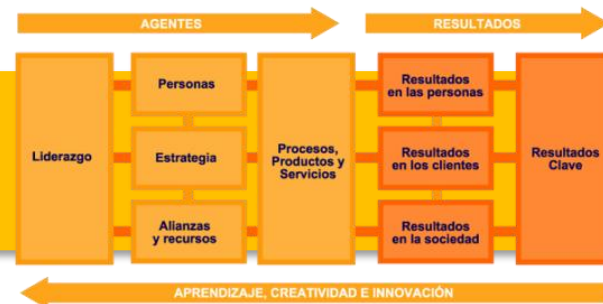 AGENTES
RESULTADOS
Liderazgo
Personas
Estrategia
Alianzas
y recursos
Procesos,
Productos y
Servicios
Resultados
en las personas
Resultados
en los clientes
Resultados
en la sociedad
Resultados
Clave
APRENDIZAJE, CREATIVIDAD E INNOVACIÓN